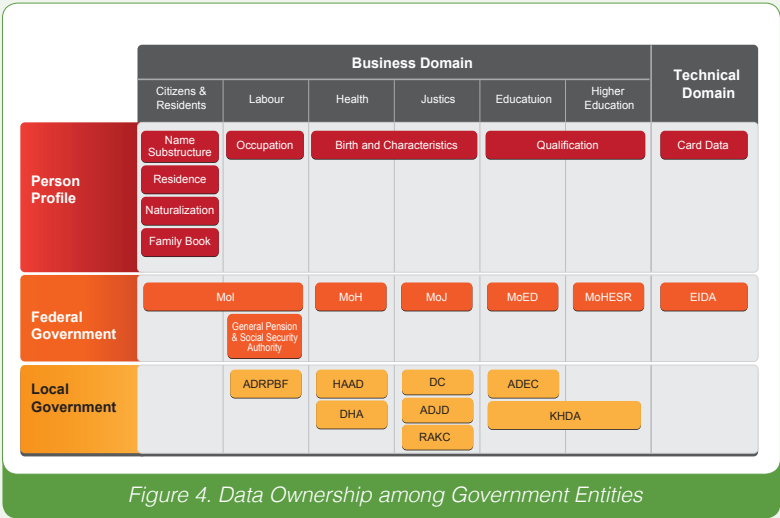 Business Domain
Technical
Domain
Citizens &
Residents
Labour
Health
Justics
Educatuion
Higher
Education
Person
Profile
Name
Substructure
Occupation
Birth and Characteristics
Qualification
Card Data
Residence
Naturalization
Family Book
Federal
Government
MoI
MoH
MoJ
MoED
MoHESR
EIDA
General Pension
& Social Security
Authority
Local
Government
ADRPBF
HAAD
DC
ADEC
DHA
ADJD
KHDA
RAKC
Figure 4. Data Ownership among Government Entities